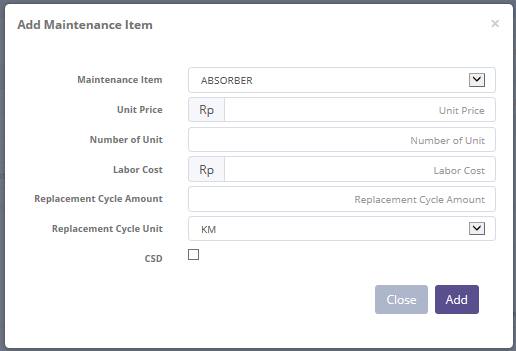 Add Maintenance Item ×
Maintenance Item ABSORBER
Unit Price Rp Unit Price
Number of Unit Number of Unit
Labor Cost Rp Labor Cost
Replacement Cycle Amount Replacement Cycle Amount
Replacement Cycle Unit KM
CSD
Close Add